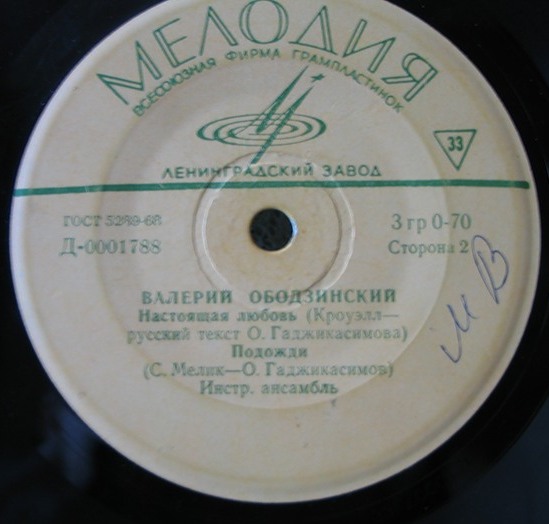 МЕЛОДИЯ
ВСЕСОЮЗНАЯ ФИРМА ГРАМПЛАСТИНОК
33
ЛЕНИНГРАДСКИЙ ЗАВОД
ГОСТ 5289-68
3 гр 0-70
Д-0001788
Сторона 2
ВАЛЕРИЙ ОБОДЗИНСКИЙ
Настоящая любовь (Кроуэлл—
русский текст О. Гаджикасимова)
Подожди
(С. Мелик—О. Гаджикасимов)
Инстр. ансамбль
М В